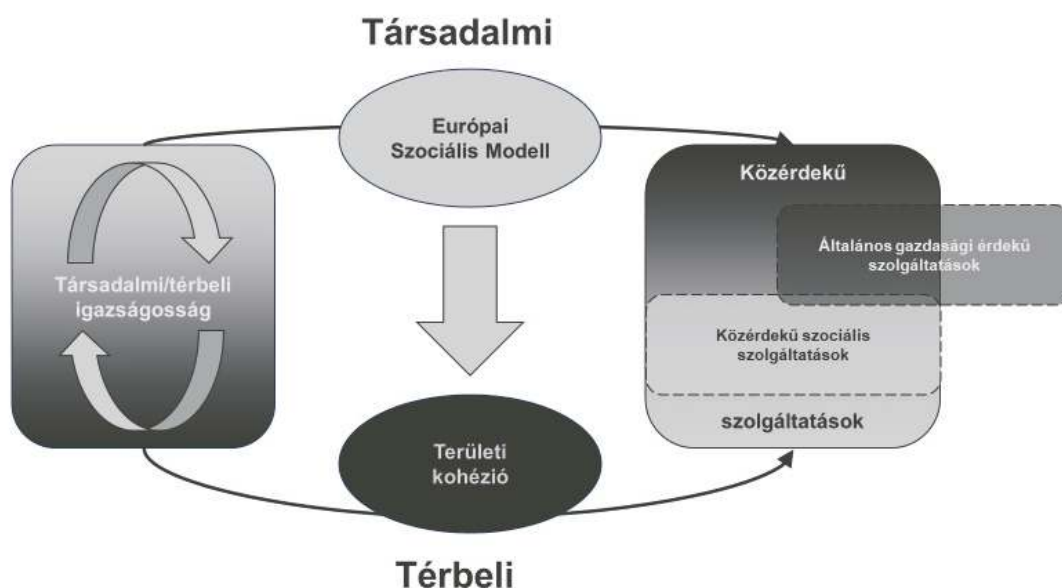 Társadalmi
Európai
Szociális Modell
Társadalmi/térbeli
igazságosság
Közérdekű
Általános gazdasági érdekű
szolgáltatások
Közérdekű szociális
szolgáltatások
szolgáltatások
Területi
kohézió
Térbeli